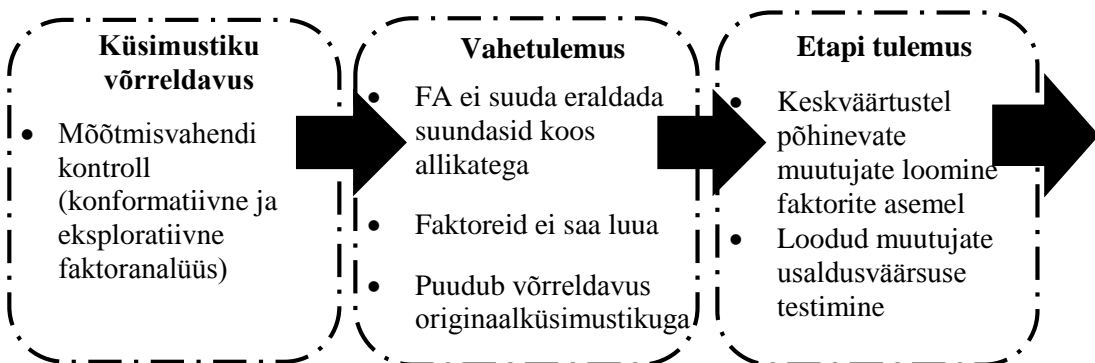 Küsimustiku
võrreldavus
• Mõõtmisvahendi
kontroll
(konformatiivne ja
eksploratiivne
faktoranalüüs)
Vahetulemus
• FA ei suuda eraldada
suundasid koos
allikatega
• Faktoreid ei saa luua
• Puudub võrreldavus
originaalküsimustikuga
Etapi tulemus
• Keskväärtustel
põhinevate
muutujate loomine
faktorite asemel
• Loodud muutujate
usaldusväärsuse
testimine